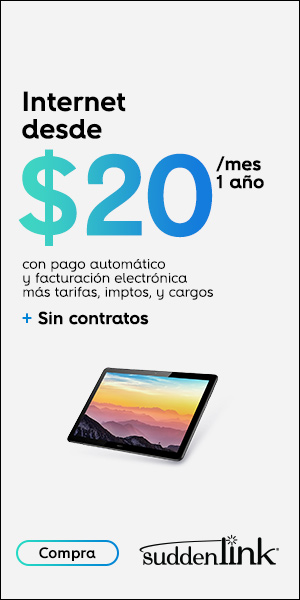 Internet
desde
$20
/mes
1 año
con pago automático
y facturación electrónica
más tarifas, imptos, y cargos
+ Sin contratos
Compra
suddenlink